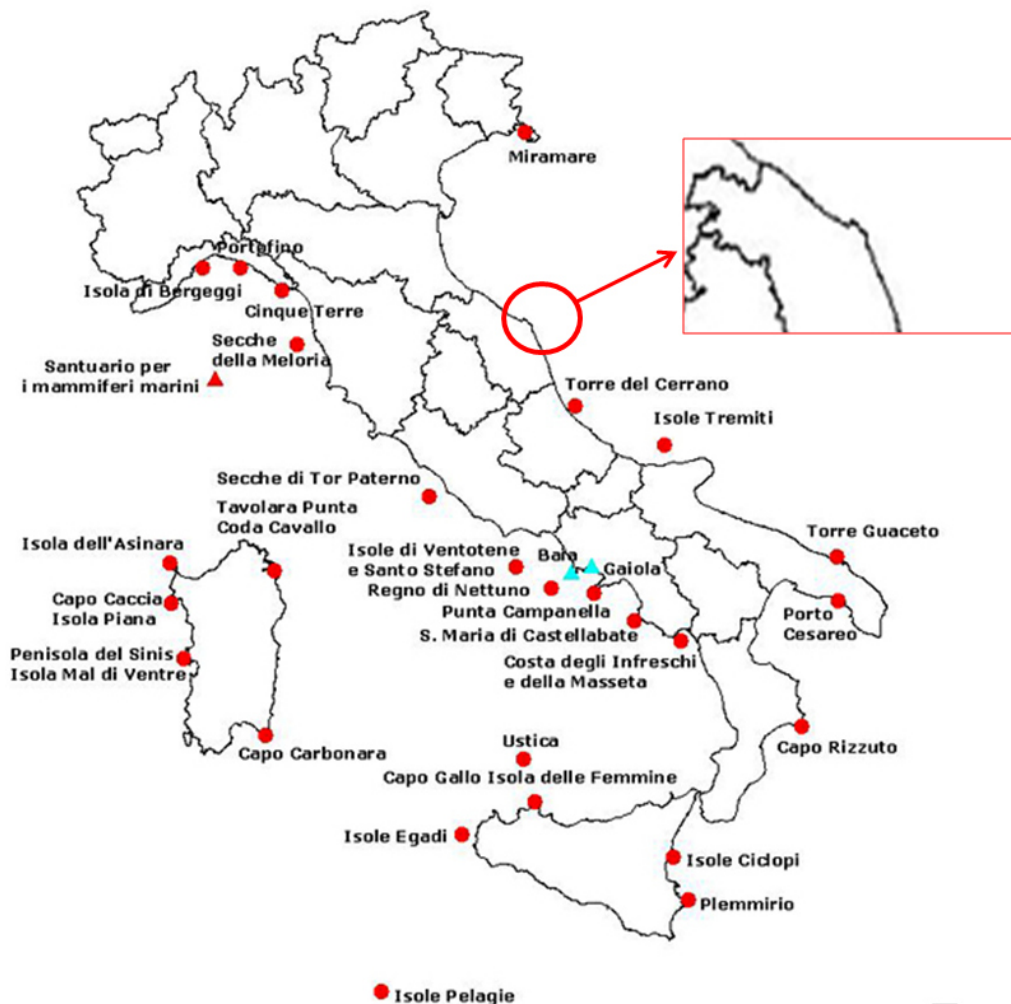 Miramare
Portofino
Isola di Bergeggi
Cinque Terre
Secche
della Meloria
Santuario per
i mammiferi marini
Torre del Cerrano
Isole Tremiti
Secche di Tor Paterno
Tavolara Punta
Coda Cavallo
Isola dell'Asinara
Torre Guaceto
Isole di Ventotene
e Santo Stefano
Baia
Gaiola
Regno di Nettuno
Capo Caccia
Isola Piana
Punta Campanella
Porto
Cesareo
S. Maria di Castellabate
Penisola del Sinis
Isola Mal di Ventre
Costa degli Infreschi
e della Masseta
Capo Carbonara
Capo Rizzuto
Ustica
Capo Gallo Isola delle Femmine
Isole Egadi
Isole Ciclopi
Plemmirio
Isole Pelagie